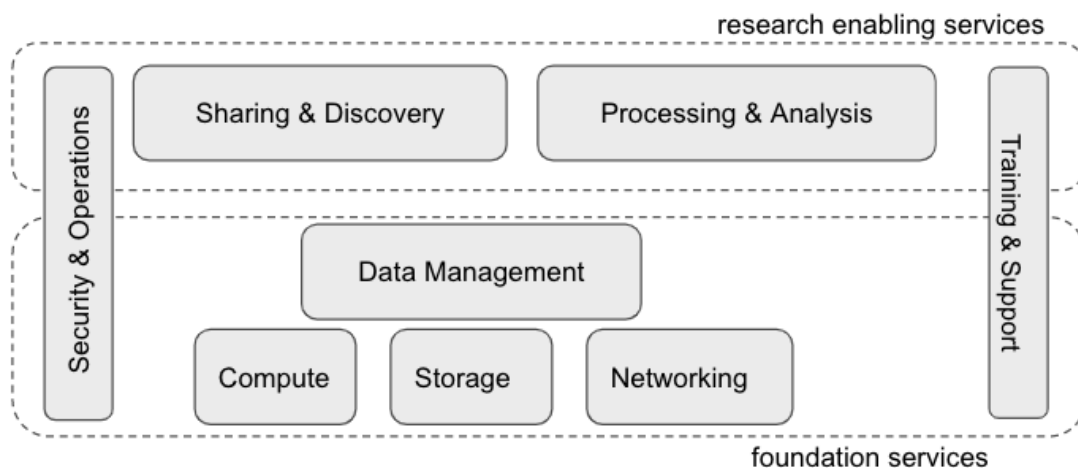 research enabling services
Security & Operations
Sharing & Discovery
Processing & Analysis
Training & Support
Data Management
Compute
Storage
Networking
foundation services